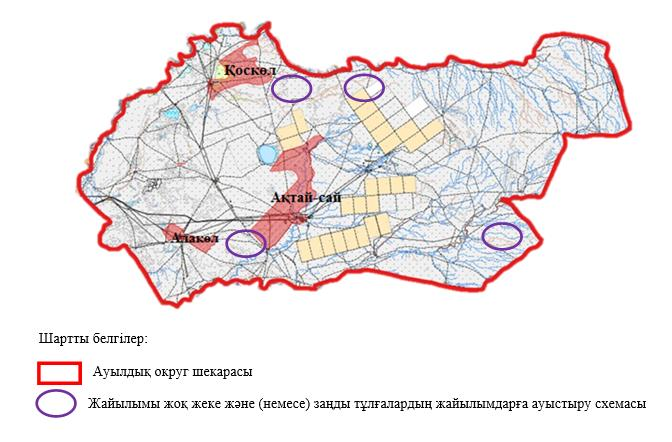 Қоскөл
Ақтай-сай
Алакөл
Шартты белгілер:
Ауылдық округ шекарасы
Жайылымы жоқ жеке және (немесе) заңды тұлғалардың жайылымдарға ауыстыру схемасы